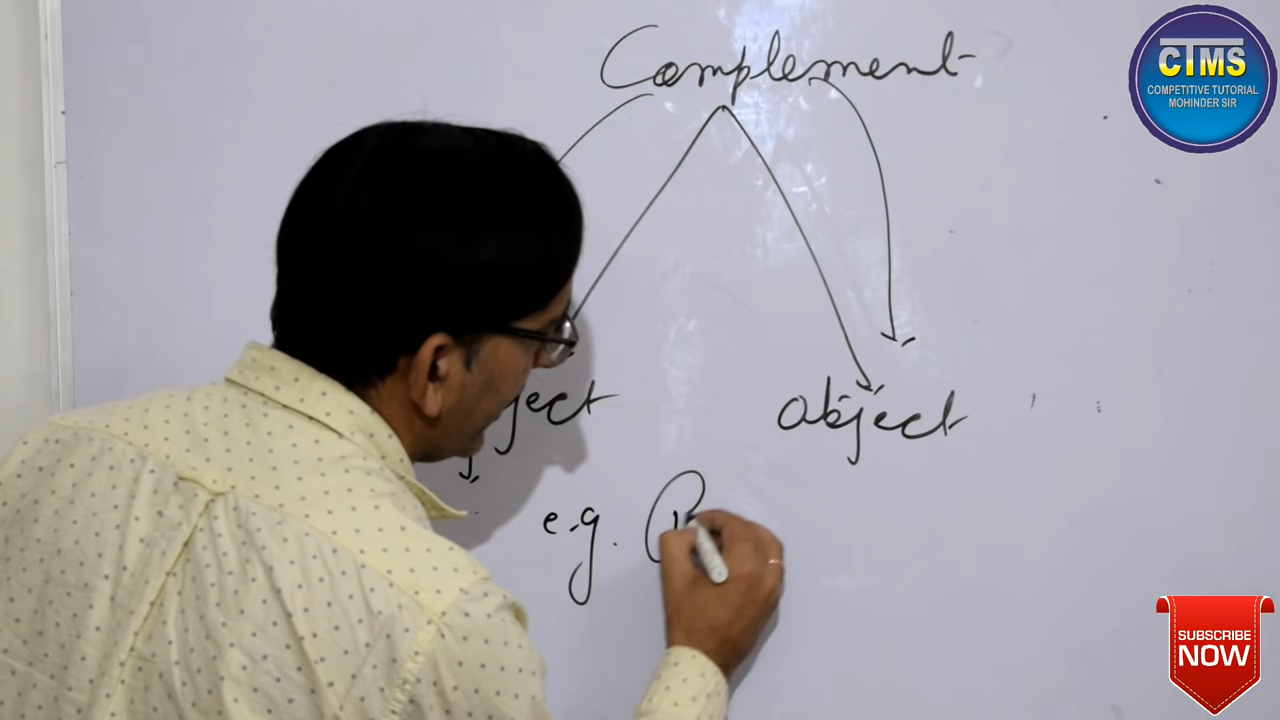 Complement
CTMS
COMPETITIVE TUTORIAL
MOHINDER SIR
ject
object
e.g.
SUBSCRIBE
NOW